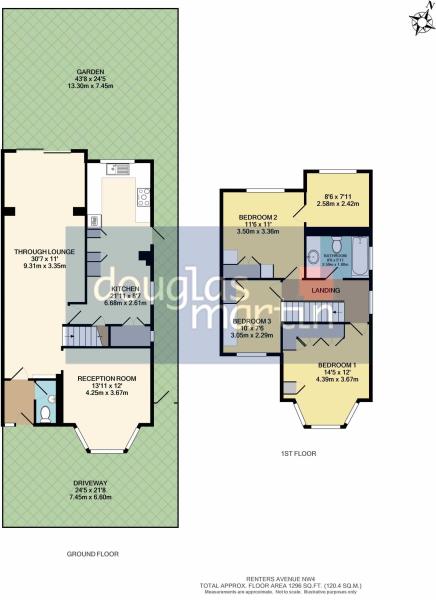 N
GARDEN
43'8 x 24'5
13.30m x 7.45m
THROUGH LOUNGE
30'7 x 11'
9.31m x 3.35m
KITCHEN
21'11 x 8'7
6.68m x 2.61m
RECEPTION ROOM
13'11 x 12'
4.25m x 3.67m
DRIVEWAY
24'5 x 21'8
7.45m x 6.60m
GROUND FLOOR
8'6 x 7'11
2.58m x 2.42m
BEDROOM 2
11'6 x 11'
3.50m x 3.36m
BATHROOM
LANDING
BEDROOM 3
10' x 7'6
3.05m x 2.29m
BEDROOM 1
14'5 x 12'
4.39m x 3.67m
1ST FLOOR
douglas
martin
RENTERS AVENUE NW4
TOTAL APPROX. FLOOR AREA 1296 SQ.FT. (120.4 SQ.M.)
Measurements are approximate. Not to scale. Illustrative purposes only